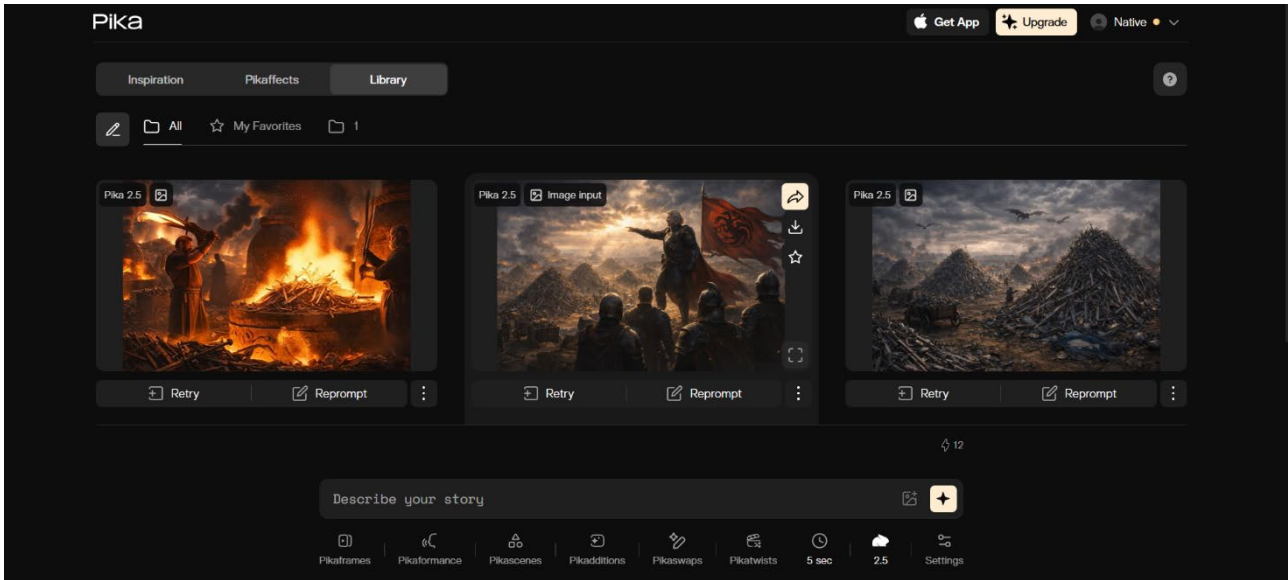 Pika
Get App
Upgrade
Native
Inspiration
Pikaffects
Library
All
My Favorites
1
Pika 2.5
Pika 2.5
Image input
Pika 2.5
Retry
Reprompt
Retry
Reprompt
Retry
Reprompt
12
Describe your story
Pikaframes
Pikaformance
Pikascenes
Pikadditions
Pikaswaps
Pikatwists
5 sec
2.5
Settings